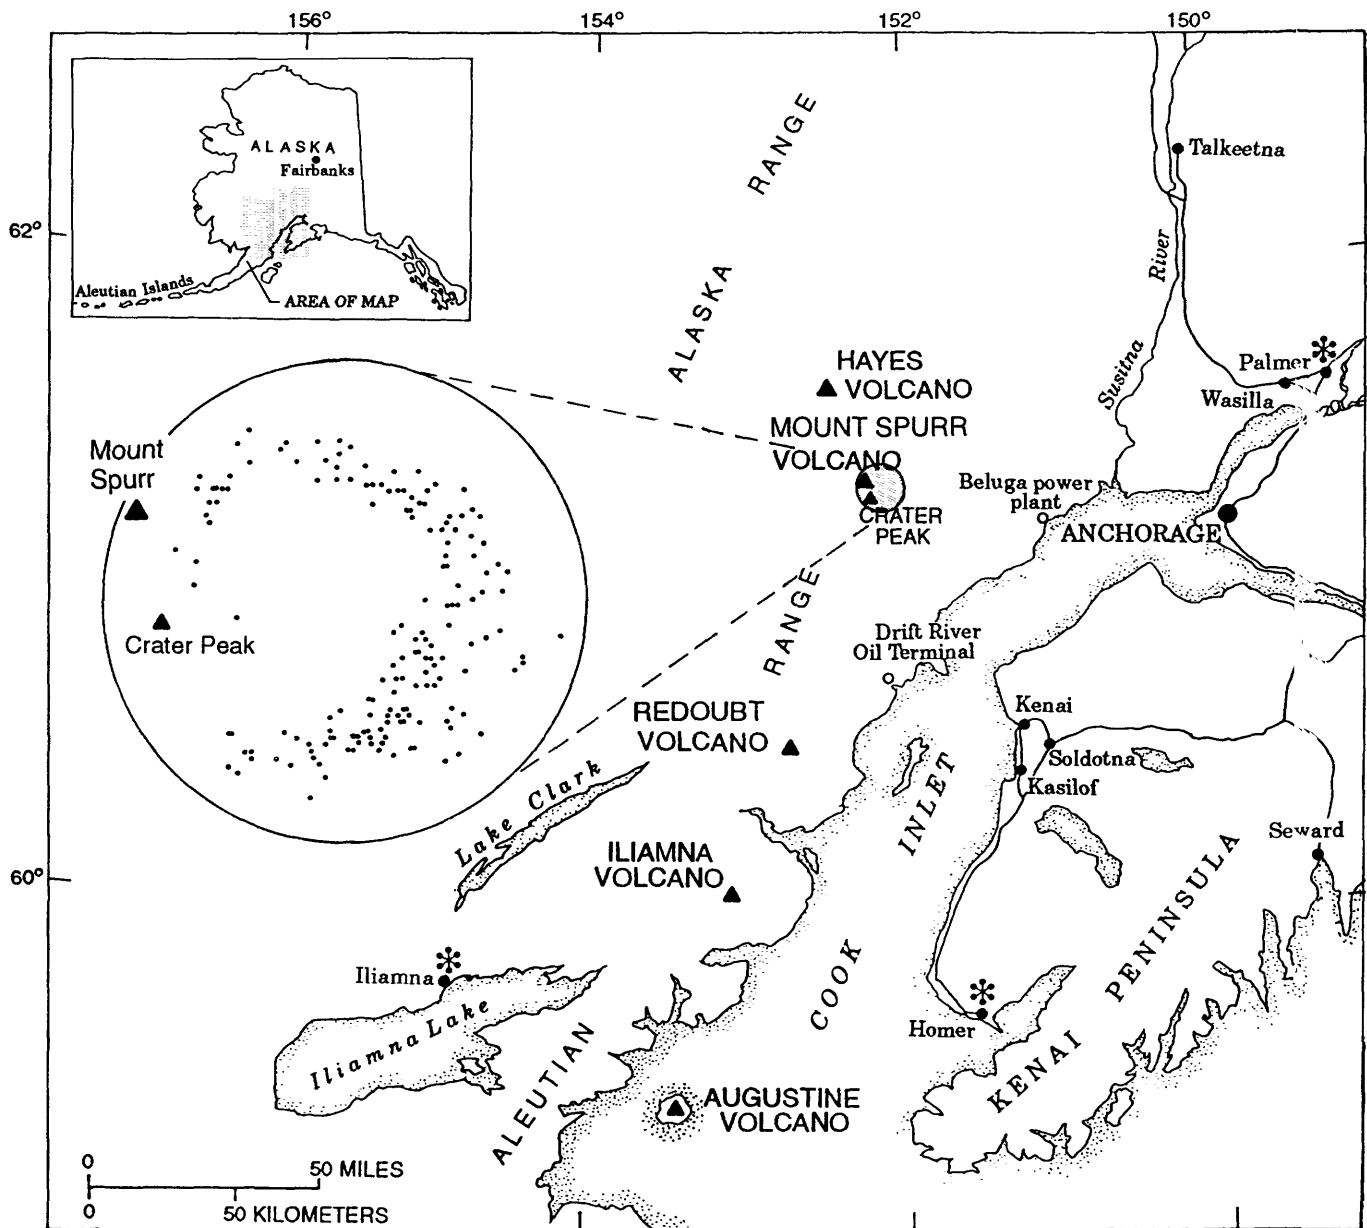 156°
154°
152°
150°
62°
60°
ALASKA
Fairbanks
Aleutian Islands
AREA OF MAP
ALASKA RANGE
Talkeetna
Susitna River
Palmer
Wasilla
HAYES
VOLCANO
MOUNT SPURR
VOLCANO
CRATER
PEAK
Mount
Spurr
Crater Peak
Beluga power
plant
ANCHORAGE
RANGE
Drift River
Oil Terminal
REDOUBT
VOLCANO
Kenai
Soldotna
Kasilof
Lake Clark
COOK INLET
Seward
ILIAMNA
VOLCANO
KENAI PENINSULA
Iliamna
Iliamna Lake
Homer
ALEUTIAN
AUGUSTINE
VOLCANO
0
50 MILES
0
50 KILOMETERS